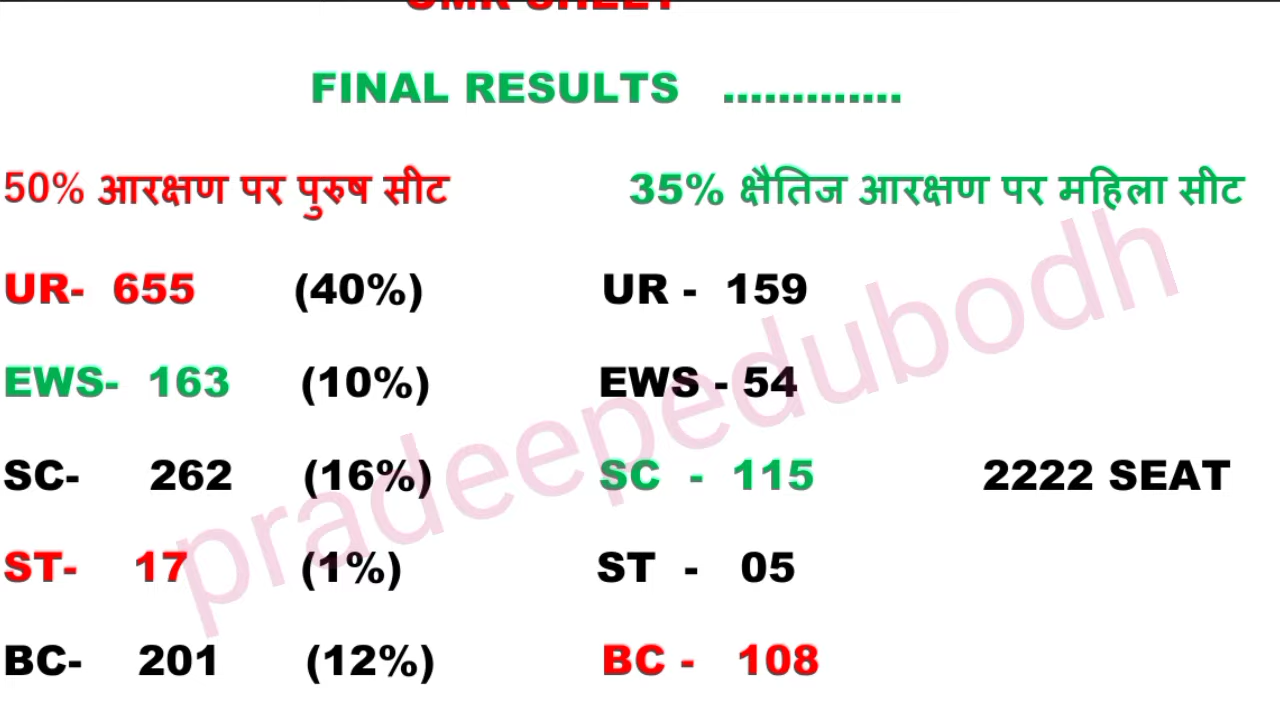 OMR SHEET
FINAL RESULTS .............
50% आरक्षण पर पुरुष सीट 35% क्षैतिज आरक्षण पर महिला सीट
UR- 655 (40%) UR - 159
EWS- 163 (10%) EWS - 54
SC- 262 (16%) SC - 115 2222 SEAT
ST- 17 (1%) ST - 05
BC- 201 (12%) BC - 108
pradeepedubodh